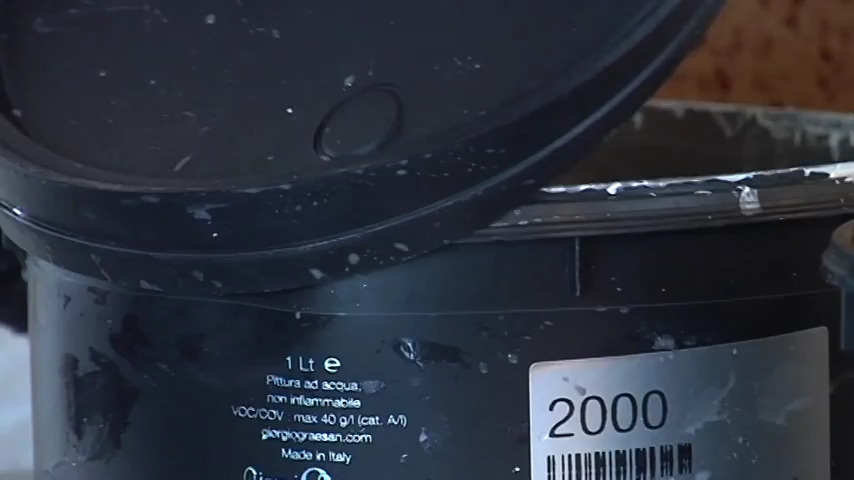 1 Lt e
Pittura ad acqua,
non infiammabile
VOC/COV : max 40 g/l (cat. A/l)
giorgiograesan.com
Made in Italy
2000